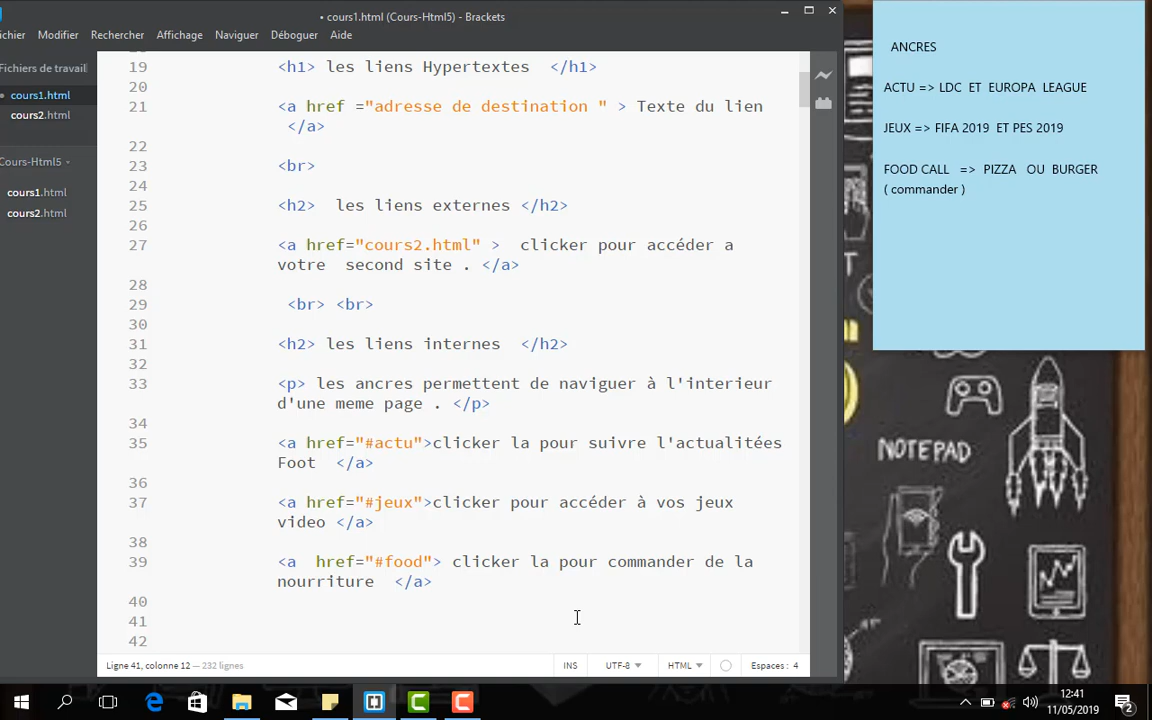 • cours1.html (Cours-Html5) - Brackets
ichier Modifier Rechercher Affichage Naviguer Déboguer Aide
Fichiers de travail
• cours1.html
cours2.html
Cours-Html5
cours1.html
cours2.html
19 <h1> les liens Hypertextes </h1>
20
21 <a href ="adresse de destination " > Texte du lien
</a>
22
23 <br>
24
25 <h2> les liens externes </h2>
26
27 <a href="cours2.html" > clicker pour accéder a
votre second site . </a>
28
29 <br> <br>
30
31 <h2> les liens internes </h2>
32
33 <p> les ancres permettent de naviguer à l'interieur
d'une meme page . </p>
34
35 <a href="#actu">clicker la pour suivre l'actualitées
Foot </a>
36
37 <a href="#jeux">clicker pour accéder à vos jeux
video </a>
38
39 <a href="#food"> clicker la pour commander de la
nourriture </a>
40
41
42
Ligne 41, colonne 12 — 232 lignes INS UTF-8 HTML Espaces: 4
ANCRES
ACTU => LDC ET EUROPA LEAGUE
JEUX => FIFA 2019 ET PES 2019
FOOD CALL => PIZZA OU BURGER
( commander )
NOTEPAD
12:41
11/05/2019
2